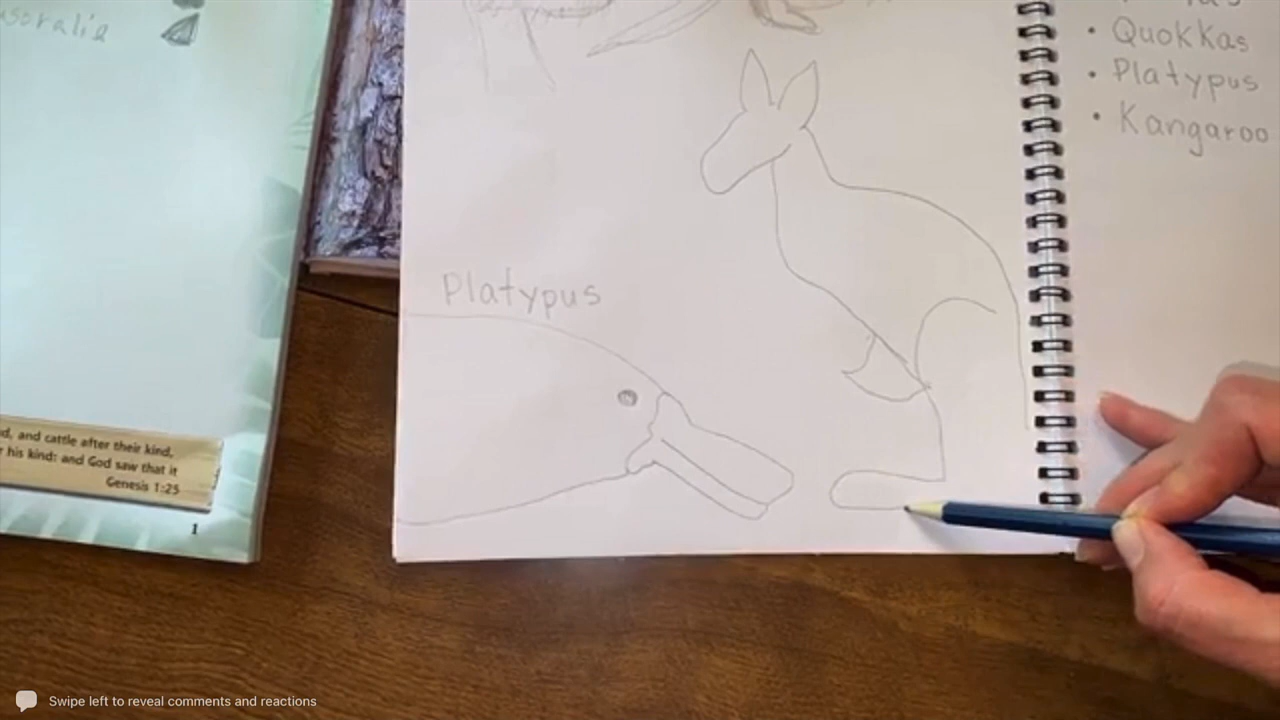 Quokkas
Platypus
Kangaroo
Platypus
and cattle after their kind,
his kind: and God saw that it
Genesis 1:25
1
Swipe left to reveal comments and reactions